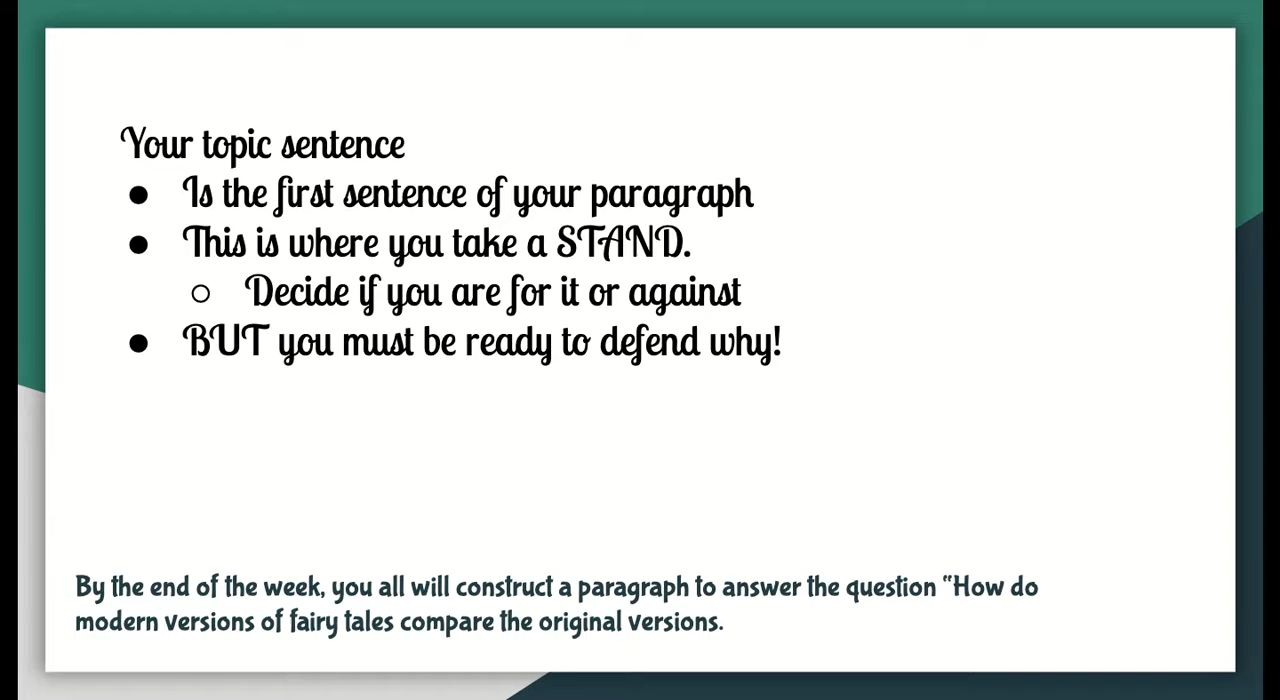 Your topic sentence
● Is the first sentence of your paragraph
● This is where you take a STAND.
○ Decide if you are for it or against
● BUT you must be ready to defend why!
By the end of the week, you all will construct a paragraph to answer the question “How do
modern versions of fairy tales compare the original versions.